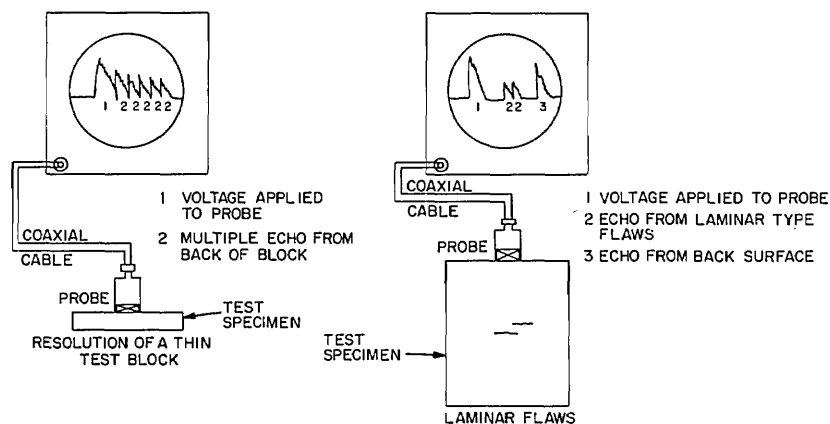 1 2 2 2 2 2
1 VOLTAGE APPLIED
TO PROBE
2 MULTIPLE ECHO FROM
BACK OF BLOCK
COAXIAL
CABLE
PROBE
TEST
SPECIMEN
RESOLUTION OF A THIN
TEST BLOCK
1 22 3
COAXIAL
CABLE
PROBE
1 VOLTAGE APPLIED TO PROBE
2 ECHO FROM LAMINAR TYPE
FLAWS
3 ECHO FROM BACK SURFACE
TEST
SPECIMEN
LAMINAR FLAWS